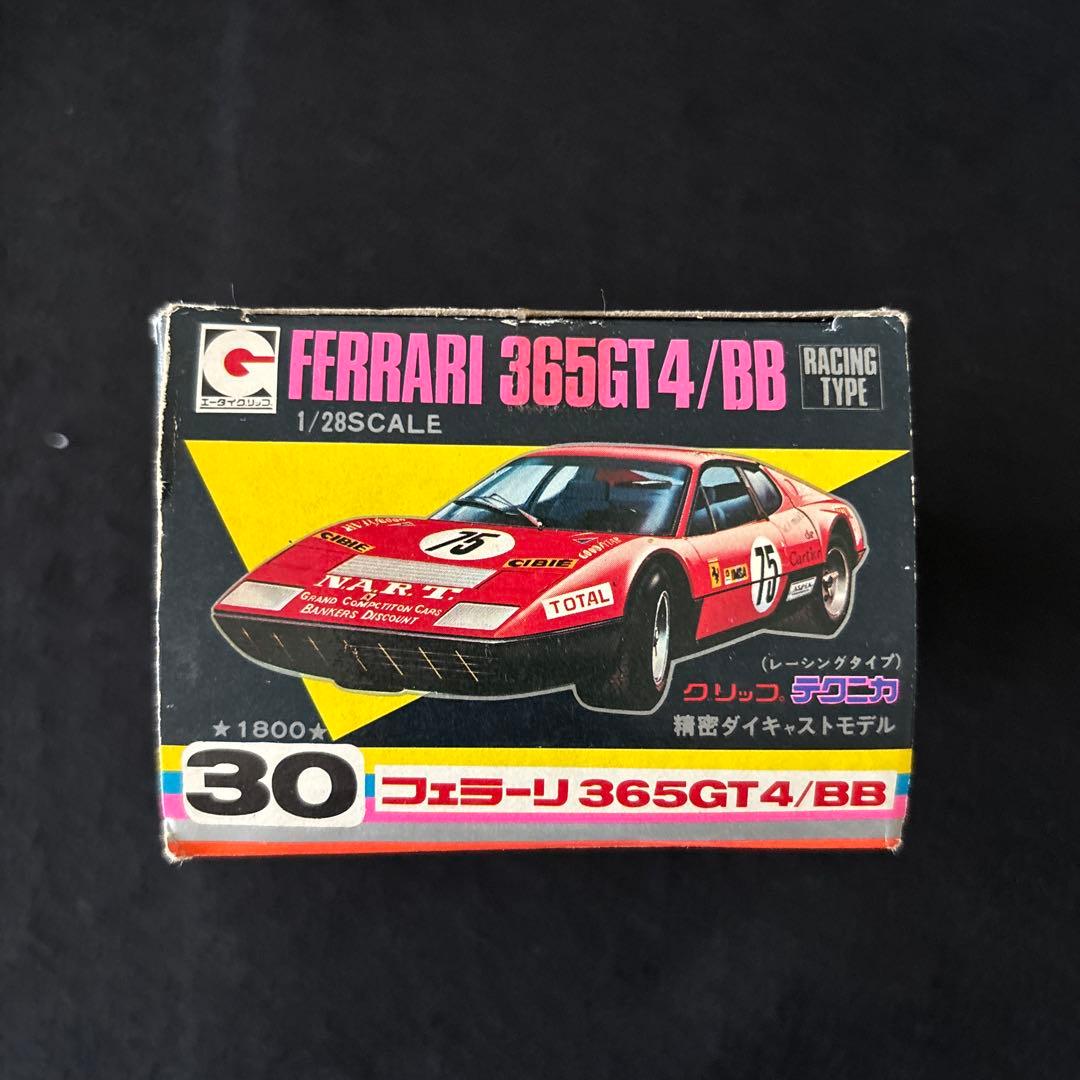 エータイグリップ
FERRARI 365GT4/BB
RACING
TYPE
1/28SCALE
CIBIE
75
CIBIE
N.A.R.T.
GRAND COMPCTITON CARS
BANKERS DISCOUNT
TOTAL
IMSA
75
Cartier
(レーシングタイプ)
グリップ テクニカ
精密ダイキャストモデル
★1800★
30
フェラーリ 365GT4/BB